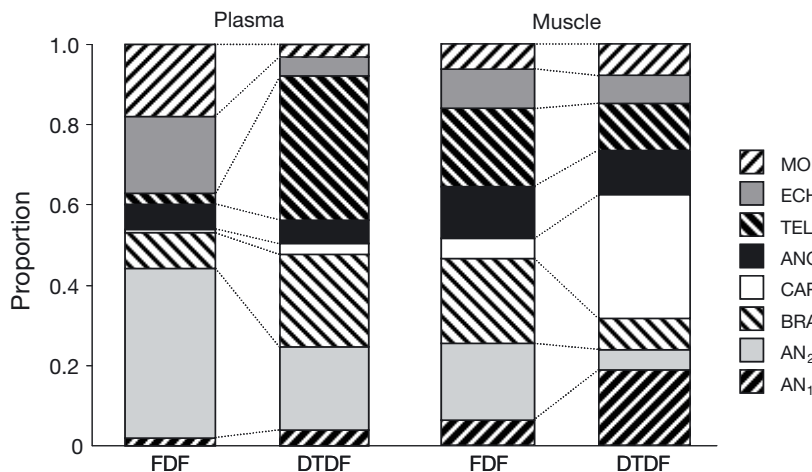 Plasma
Muscle
1.0
0.8
0.6
0.4
0.2
0
Proportion
FDF
DTDF
FDF
DTDF
MO
ECH
TEL
ANG
CAR
BRA
AN₂
AN₁